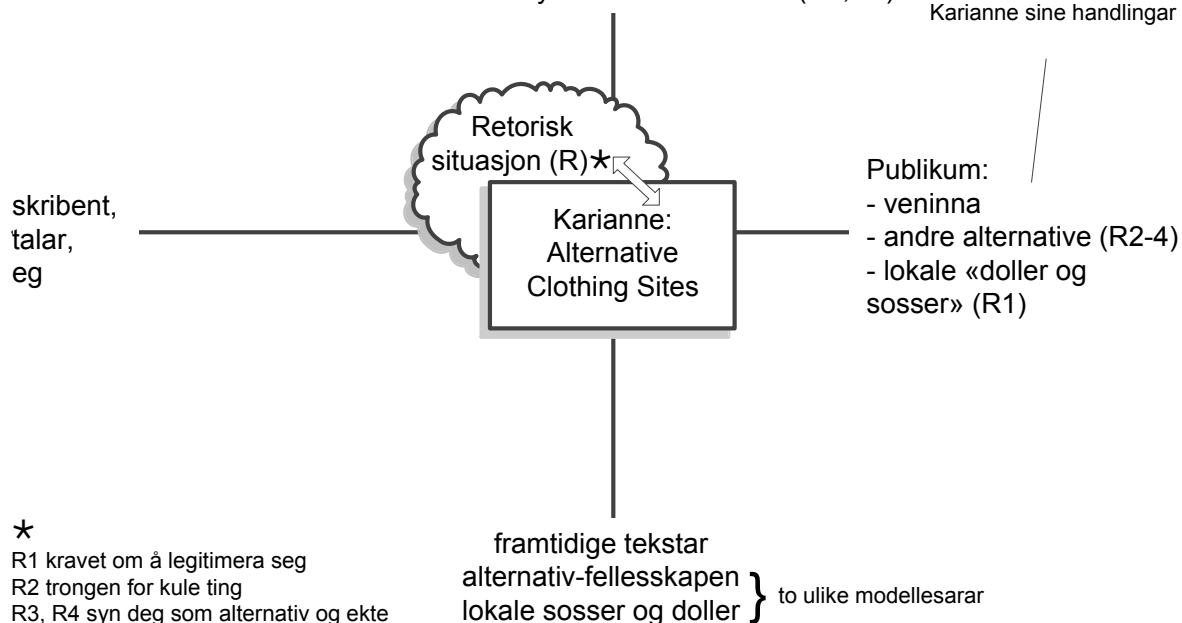 Karianne sine handlingar
Retorisk
situasjon (R)*
skribent,
talar,
eg
Karianne:
Alternative
Clothing Sites
Publikum:
- veninna
- andre alternative (R2-4)
- lokale «doller og
sosser» (R1)
*
R1 kravet om å legitimera seg
R2 trongen for kule ting
R3, R4 syn deg som alternativ og ekte
framtidige tekstar
alternativ-fellesskapen
lokale sosser og doller
} to ulike modellesarar